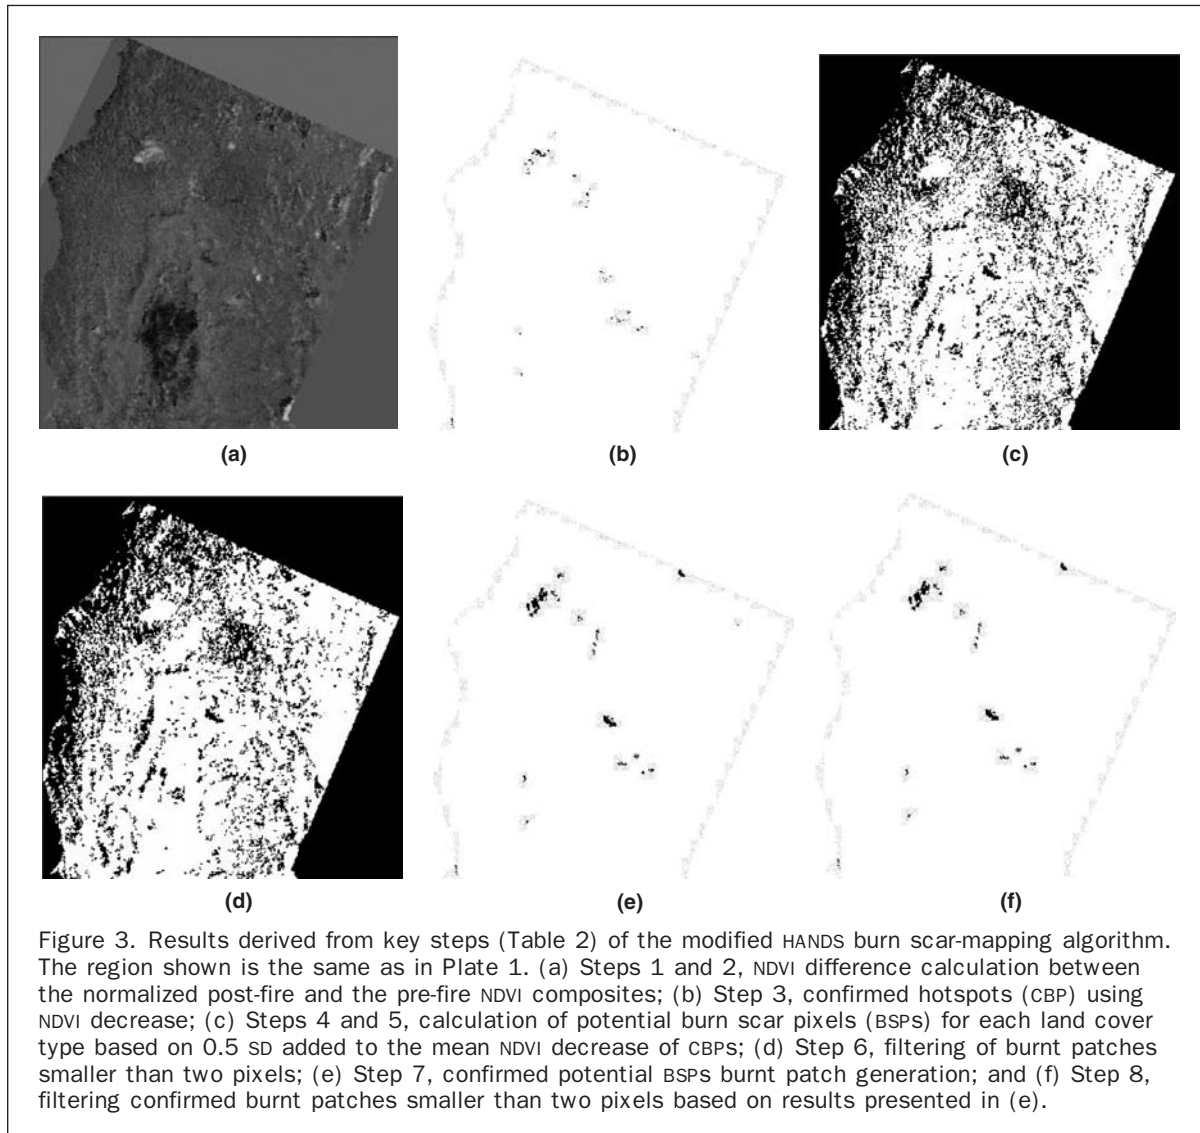 (a)
(b)
(c)
(d)
(e)
(f)
Figure 3. Results derived from key steps (Table 2) of the modified HANDS burn scar-mapping algorithm.
The region shown is the same as in Plate 1. (a) Steps 1 and 2, NDVI difference calculation between
the normalized post-fire and the pre-fire NDVI composites; (b) Step 3, confirmed hotspots (CBP) using
NDVI decrease; (c) Steps 4 and 5, calculation of potential burn scar pixels (BSPs) for each land cover
type based on 0.5 SD added to the mean NDVI decrease of CBPs; (d) Step 6, filtering of burnt patches
smaller than two pixels; (e) Step 7, confirmed potential BSPs burnt patch generation; and (f) Step 8,
filtering confirmed burnt patches smaller than two pixels based on results presented in (e).